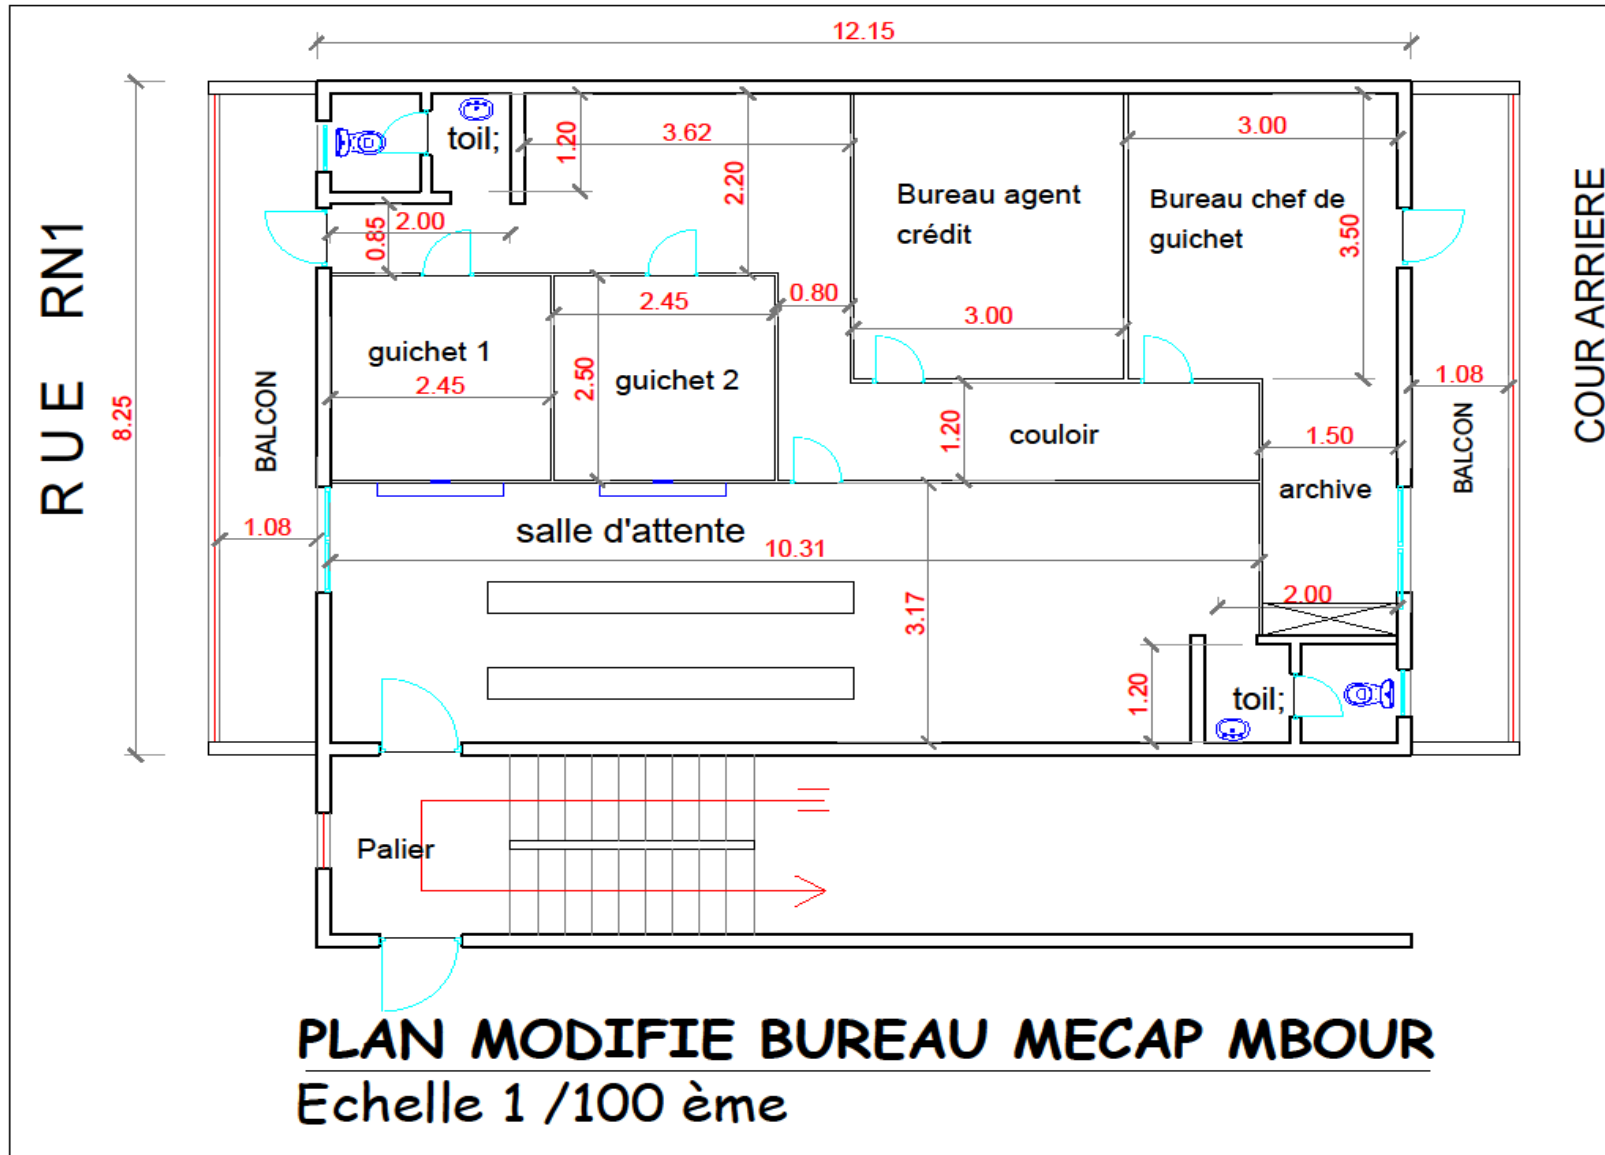 12.15
RUE RN1
8.25
BALCON
1.08
toil;
1.20
3.62
2.20
3.00
Bureau agent
crédit
Bureau chef de
guichet
3.50
COUR ARRIERE
0.85
2.00
2.45
0.80
3.00
guichet 1
2.45
2.50
guichet 2
1.20
couloir
1.50
1.08
BALCON
archive
salle d'attente
10.31
3.17
2.00
1.20
toil;
Palier
PLAN MODIFIE BUREAU MECAP MBOUR
Echelle 1 /100 ème